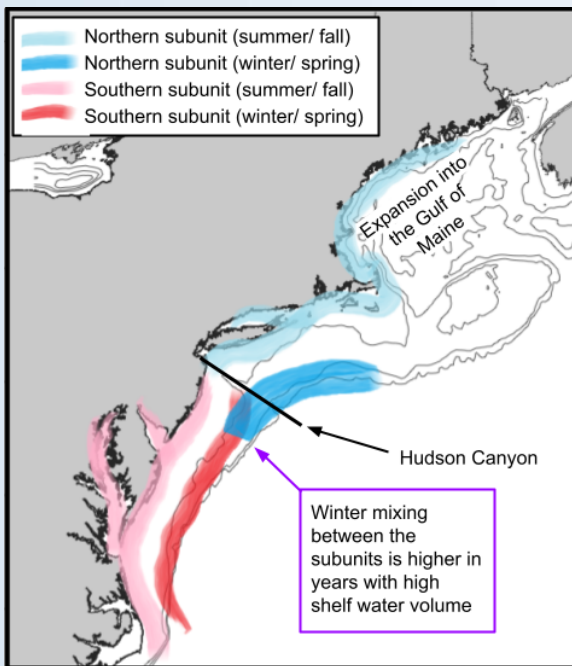 Northern subunit (summer/ fall)
Northern subunit (winter/ spring)
Southern subunit (summer/ fall)
Southern subunit (winter/ spring)
Expansion into
the Gulf of
Maine
Hudson Canyon
Winter mixing
between the
subunits is higher in
years with high
shelf water volume